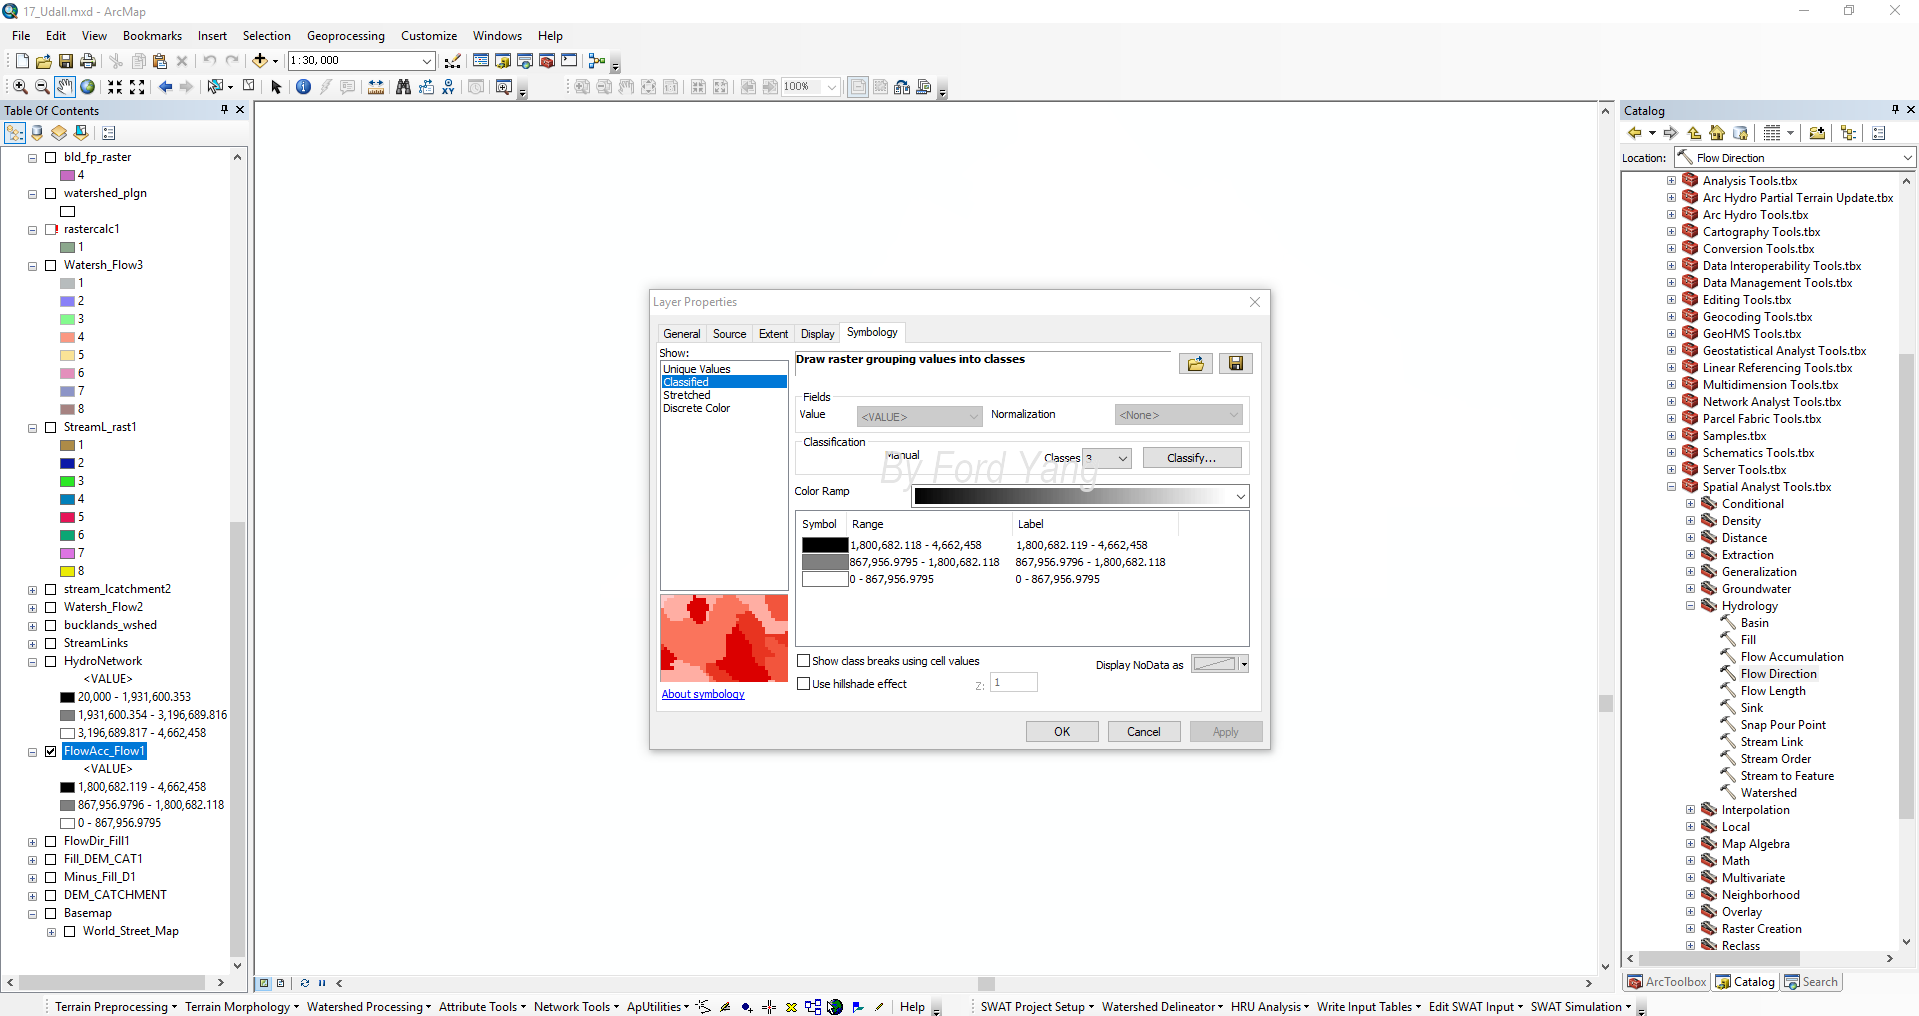 17_Udall.mxd - ArcMap
File Edit View Bookmarks Insert Selection Geoprocessing Customize Windows Help
1:30,000
100%
Table Of Contents
bld_fp_raster
4
watershed_plgn
rastercalc1
1
Watersh_Flow3
1
2
3
4
5
6
7
8
StreamL_rast1
1
2
3
4
5
6
7
8
stream_lcatchment2
Watersh_Flow2
bucklands_wshed
StreamLinks
HydroNetwork
<VALUE>
20,000 - 1,931,600.353
1,931,600.354 - 3,196,689.816
3,196,689.817 - 4,662,458
FlowAcc_Flow1
<VALUE>
1,800,682.119 - 4,662,458
867,956.9796 - 1,800,682.118
0 - 867,956.9795
FlowDir_Fill1
Fill_DEM_CAT1
Minus_Fill_D1
DEM_CATCHMENT
Basemap
World_Street_Map
Layer Properties
General Source Extent Display Symbology
Show:
Unique Values
Classified
Stretched
Discrete Color
About symbology
Draw raster grouping values into classes
Fields
Value <VALUE> Normalization <None>
Classification
Manual Classes 3 Classify...
By Ford Yang
Color Ramp
Symbol Range Label
1,800,682.118 - 4,662,458 1,800,682.119 - 4,662,458
867,956.9795 - 1,800,682.118 867,956.9796 - 1,800,682.118
0 - 867,956.9795 0 - 867,956.9795
Show class breaks using cell values Display NoData as
Use hillshade effect Z: 1
OK Cancel Apply
Catalog
Location: Flow Direction
Analysis Tools.tbx
Arc Hydro Partial Terrain Update.tbx
Arc Hydro Tools.tbx
Cartography Tools.tbx
Conversion Tools.tbx
Data Interoperability Tools.tbx
Data Management Tools.tbx
Editing Tools.tbx
Geocoding Tools.tbx
GeoHMS Tools.tbx
Geostatistical Analyst Tools.tbx
Linear Referencing Tools.tbx
Multidimension Tools.tbx
Network Analyst Tools.tbx
Parcel Fabric Tools.tbx
Samples.tbx
Schematics Tools.tbx
Server Tools.tbx
Spatial Analyst Tools.tbx
Conditional
Density
Distance
Extraction
Generalization
Groundwater
Hydrology
Basin
Fill
Flow Accumulation
Flow Direction
Flow Length
Sink
Snap Pour Point
Stream Link
Stream Order
Stream to Feature
Watershed
Interpolation
Local
Map Algebra
Math
Multivariate
Neighborhood
Overlay
Raster Creation
Reclass
ArcToolbox Catalog Search
Terrain Preprocessing Terrain Morphology Watershed Processing Attribute Tools Network Tools ApUtilities Help SWAT Project Setup Watershed Delineator HRU Analysis Write Input Tables Edit SWAT Input SWAT Simulation